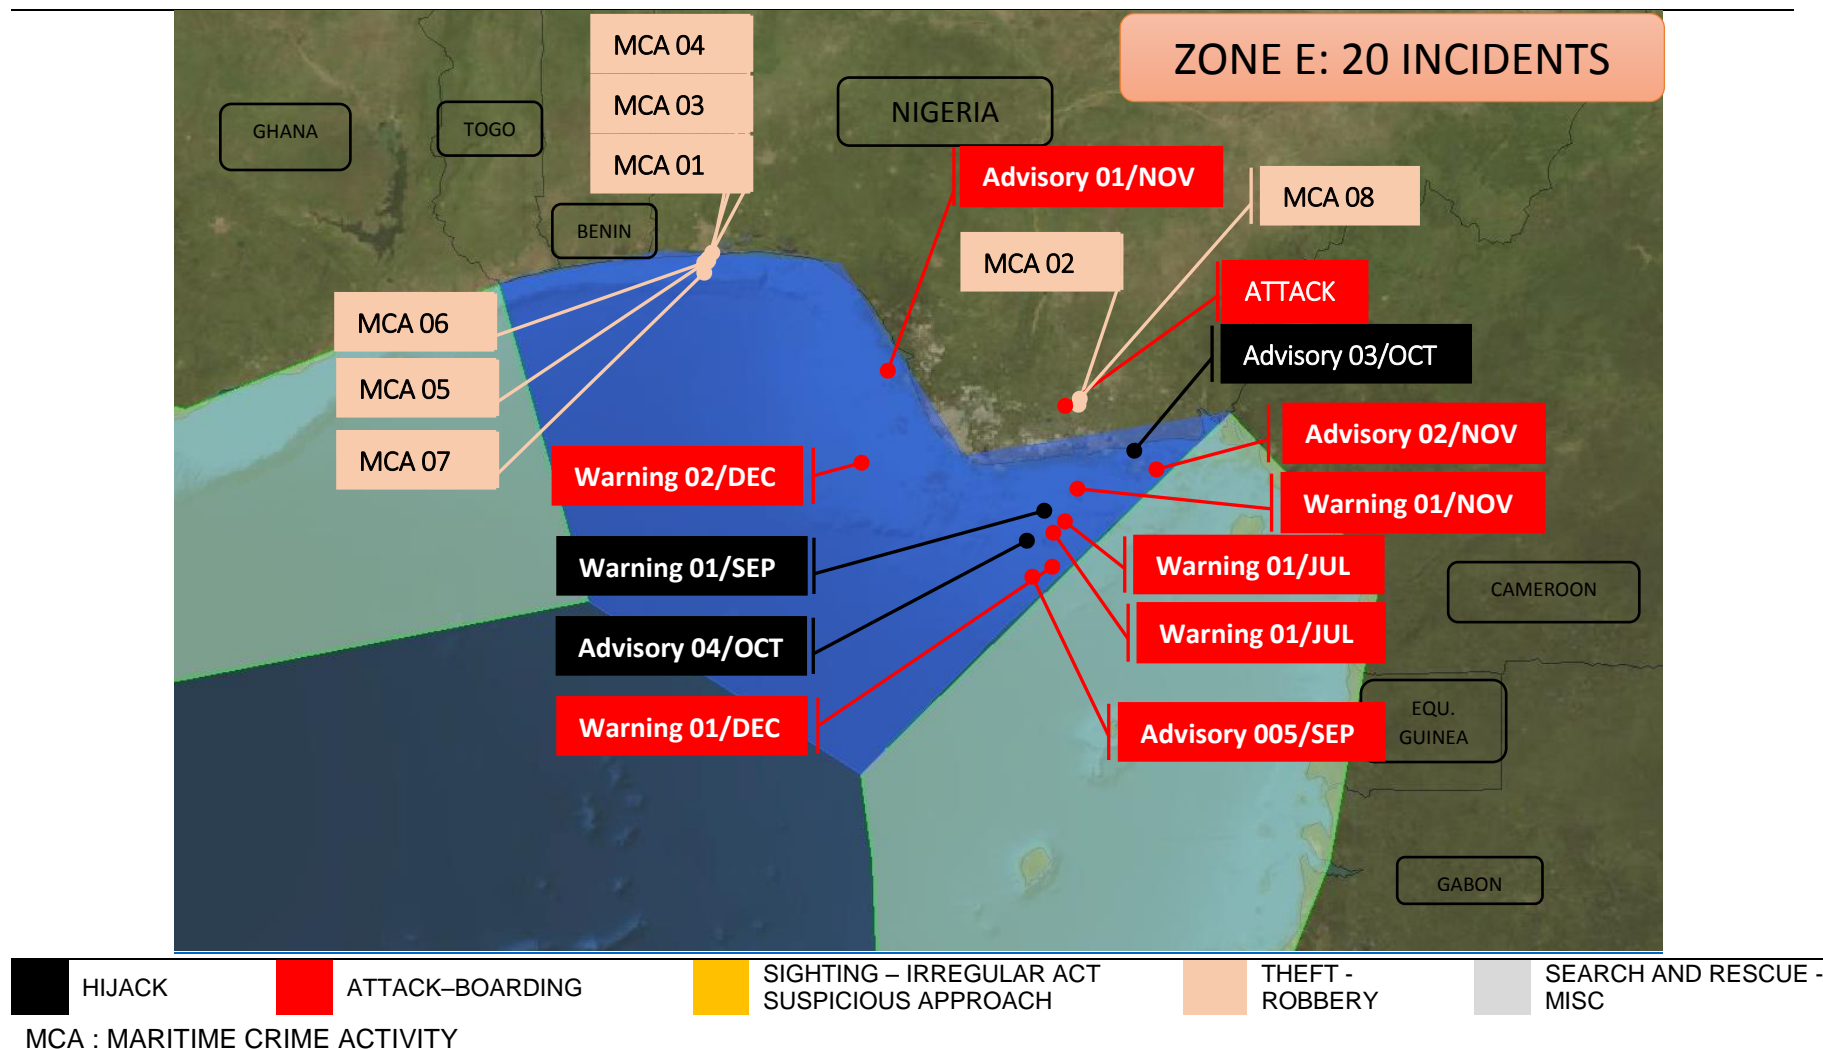 MCA 04
ZONE E: 20 INCIDENTS
MCA 03
NIGERIA
GHANA
TOGO
MCA 01
Advisory 01/NOV
MCA 08
BENIN
MCA 02
ATTACK
MCA 06
Advisory 03/OCT
MCA 05
Advisory 02/NOV
MCA 07
Warning 02/DEC
Warning 01/NOV
Warning 01/SEP
Warning 01/JUL
CAMEROON
Advisory 04/OCT
Warning 01/JUL
EQU.
GUINEA
Warning 01/DEC
Advisory 005/SEP
GABON
HIJACK
ATTACK–BOARDING
SIGHTING – IRREGULAR ACT
SUSPICIOUS APPROACH
THEFT -
ROBBERY
SEARCH AND RESCUE -
MISC
MCA : MARITIME CRIME ACTIVITY